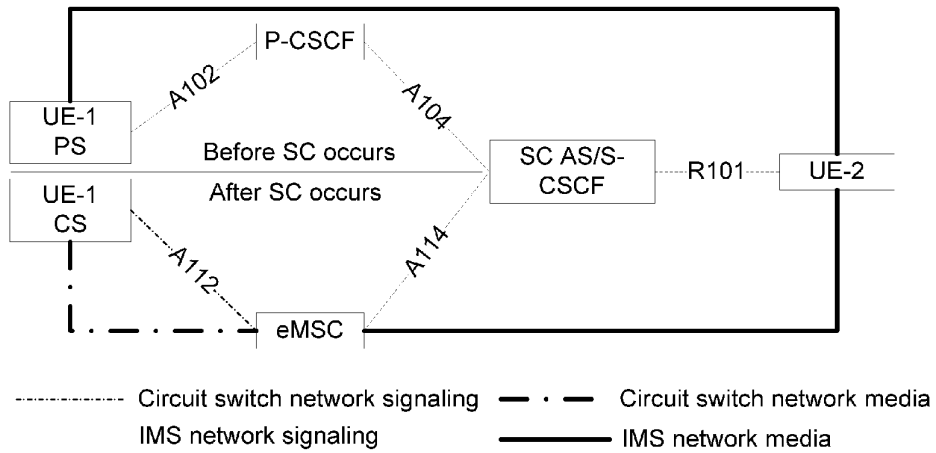 P-CSCF
A102
A104
UE-1
PS
Before SC occurs
SC AS/S-
CSCF
R101
UE-2
After SC occurs
UE-1
CS
A112
A114
eMSC
Circuit switch network signaling
Circuit switch network media
IMS network signaling
IMS network media